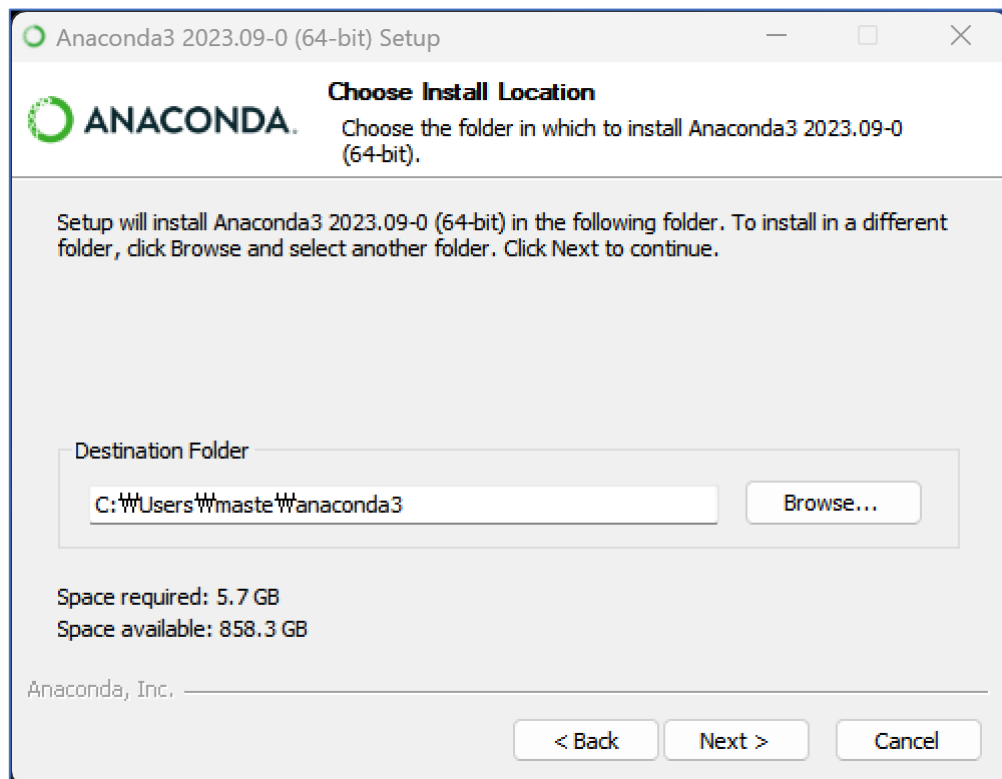 Anaconda3 2023.09-0 (64-bit) Setup
ANACONDA.
Choose Install Location
Choose the folder in which to install Anaconda3 2023.09-0
(64-bit).
Setup will install Anaconda3 2023.09-0 (64-bit) in the following folder. To install in a different
folder, click Browse and select another folder. Click Next to continue.
Destination Folder
C:₩Users₩maste₩anaconda3
Browse...
Space required: 5.7 GB
Space available: 858.3 GB
Anaconda, Inc.
< Back
Next >
Cancel